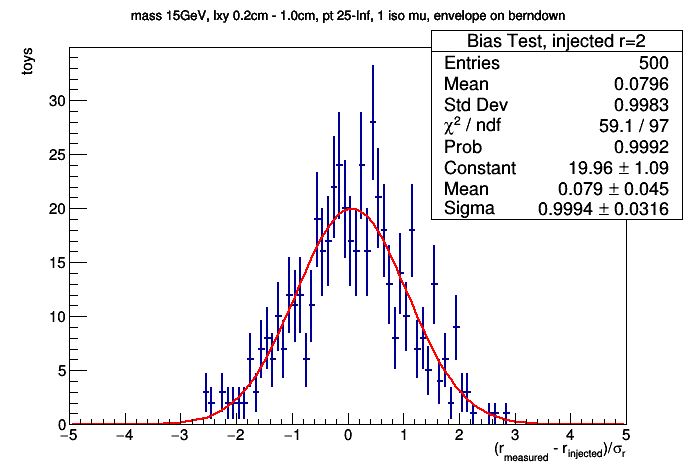 mass 15GeV, lxy 0.2cm - 1.0cm, pt 25-Inf, 1 iso mu, envelope on berndown
Bias Test, injected r=2
Entries 500
Mean 0.0796
Std Dev 0.9983
χ² / ndf 59.1 / 97
Prob 0.9992
Constant 19.96 ± 1.09
Mean 0.079 ± 0.045
Sigma 0.9994 ± 0.0316
toys
30
25
20
15
10
5
0
−5 −4 −3 −2 −1 0 1 2 3 4 5
(r_measured - r_injected)/σ_r